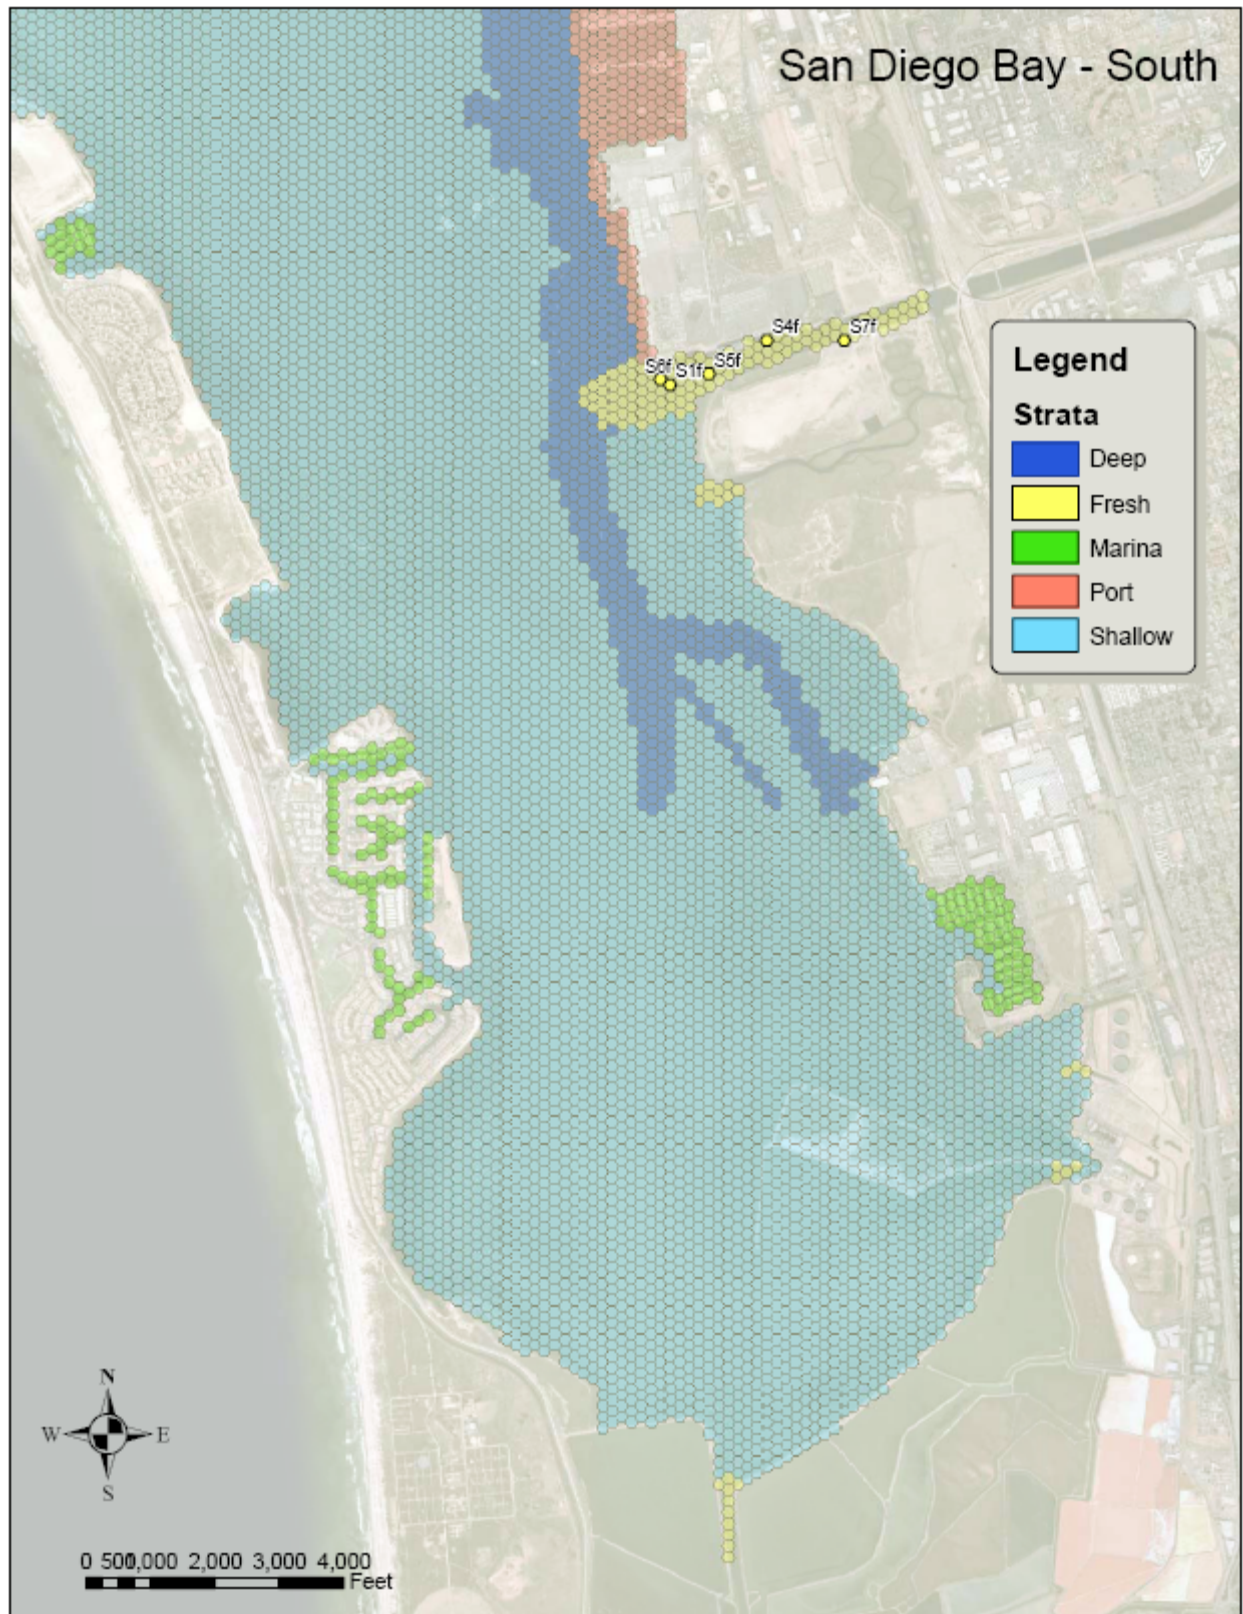 San Diego Bay - South
S4f
S7f
S6f
S1f
S5f
Legend
Strata
Deep
Fresh
Marina
Port
Shallow
N
W
E
S
0 500 1,000 2,000 3,000 4,000
Feet